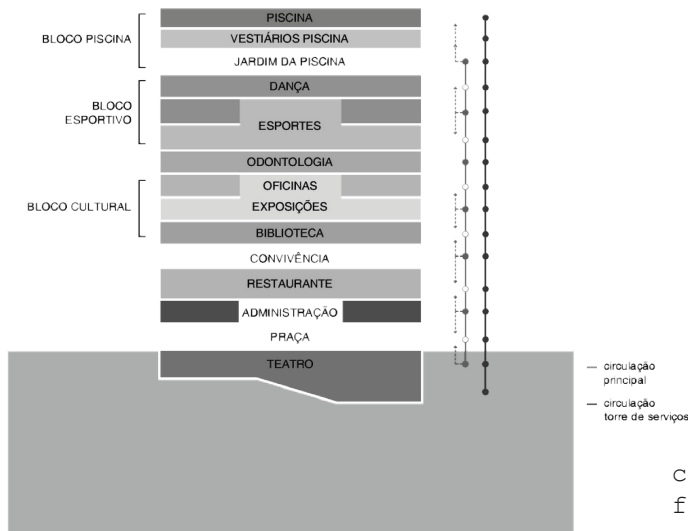 PISCINA
BLOCO PISCINA
VESTIÁRIOS PISCINA
JARDIM DA PISCINA
DANÇA
BLOCO
ESPORTIVO
ESPORTES
ODONTOLOGIA
OFICINAS
BLOCO CULTURAL
EXPOSIÇÕES
BIBLIOTECA
CONVIVÊNCIA
RESTAURANTE
ADMINISTRAÇÃO
PRAÇA
TEATRO
circulação
principal
circulação
torre de serviços
c
f